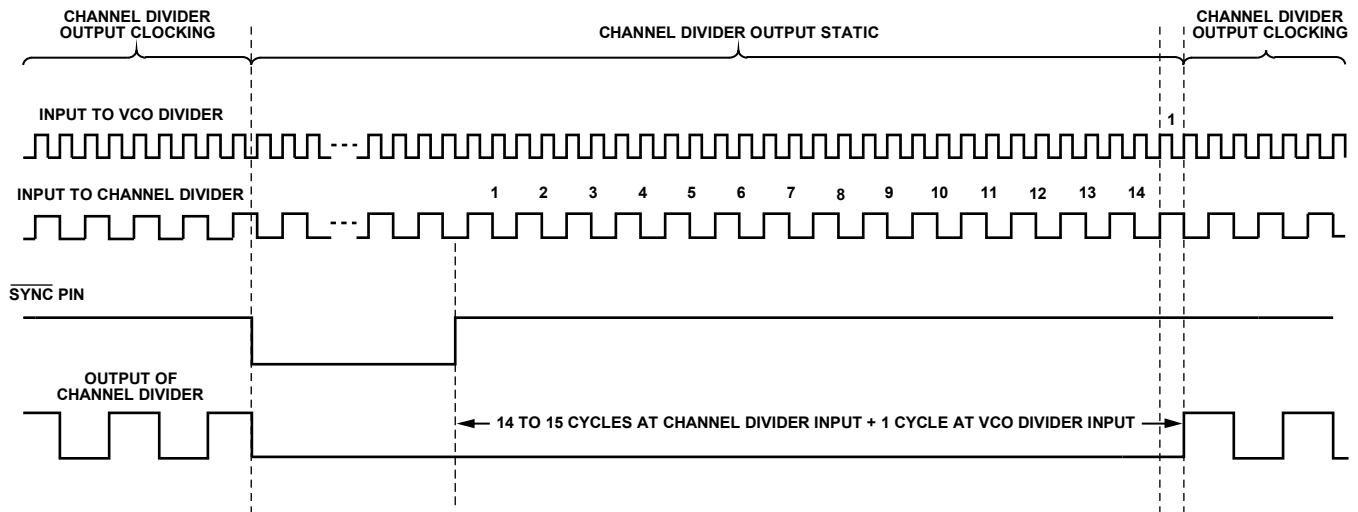 CHANNEL DIVIDER
OUTPUT CLOCKING
CHANNEL DIVIDER OUTPUT STATIC
CHANNEL DIVIDER
OUTPUT CLOCKING
INPUT TO VCO DIVIDER
1
INPUT TO CHANNEL DIVIDER
1 2 3 4 5 6 7 8 9 10 11 12 13 14
SYNC PIN
OUTPUT OF
CHANNEL DIVIDER
14 TO 15 CYCLES AT CHANNEL DIVIDER INPUT + 1 CYCLE AT VCO DIVIDER INPUT